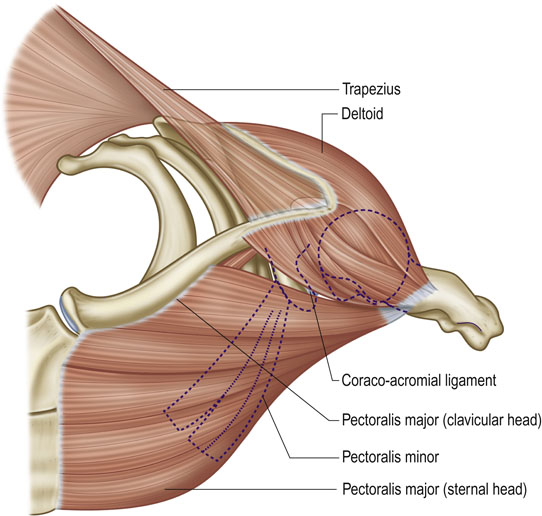 Trapezius
Deltoid
Coraco-acromial ligament
Pectoralis major (clavicular head)
Pectoralis minor
Pectoralis major (sternal head)